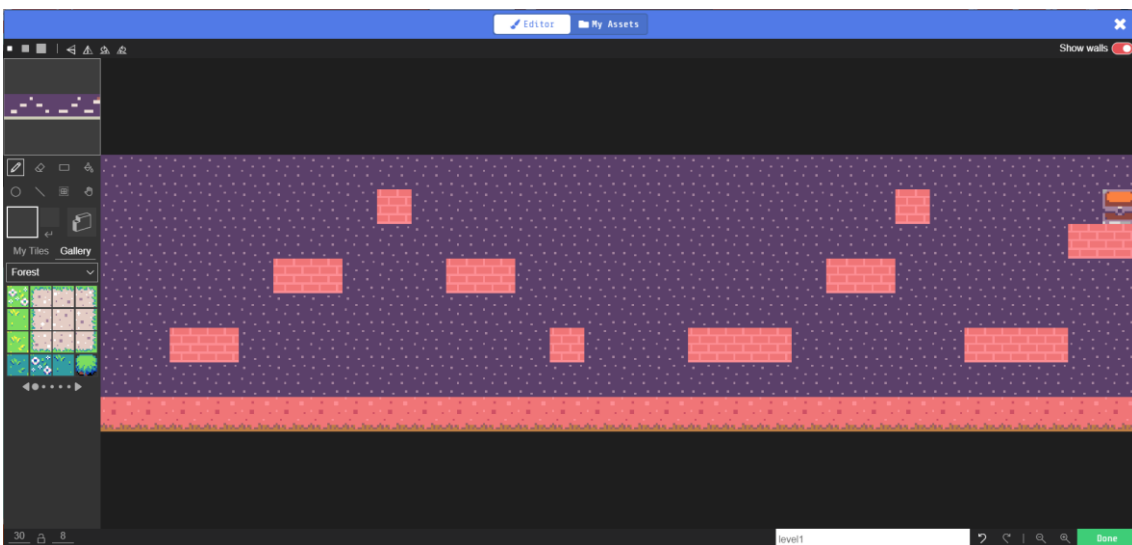 Editor My Assets
Show walls
My Tiles Gallery
Forest
30 8 level1 Done